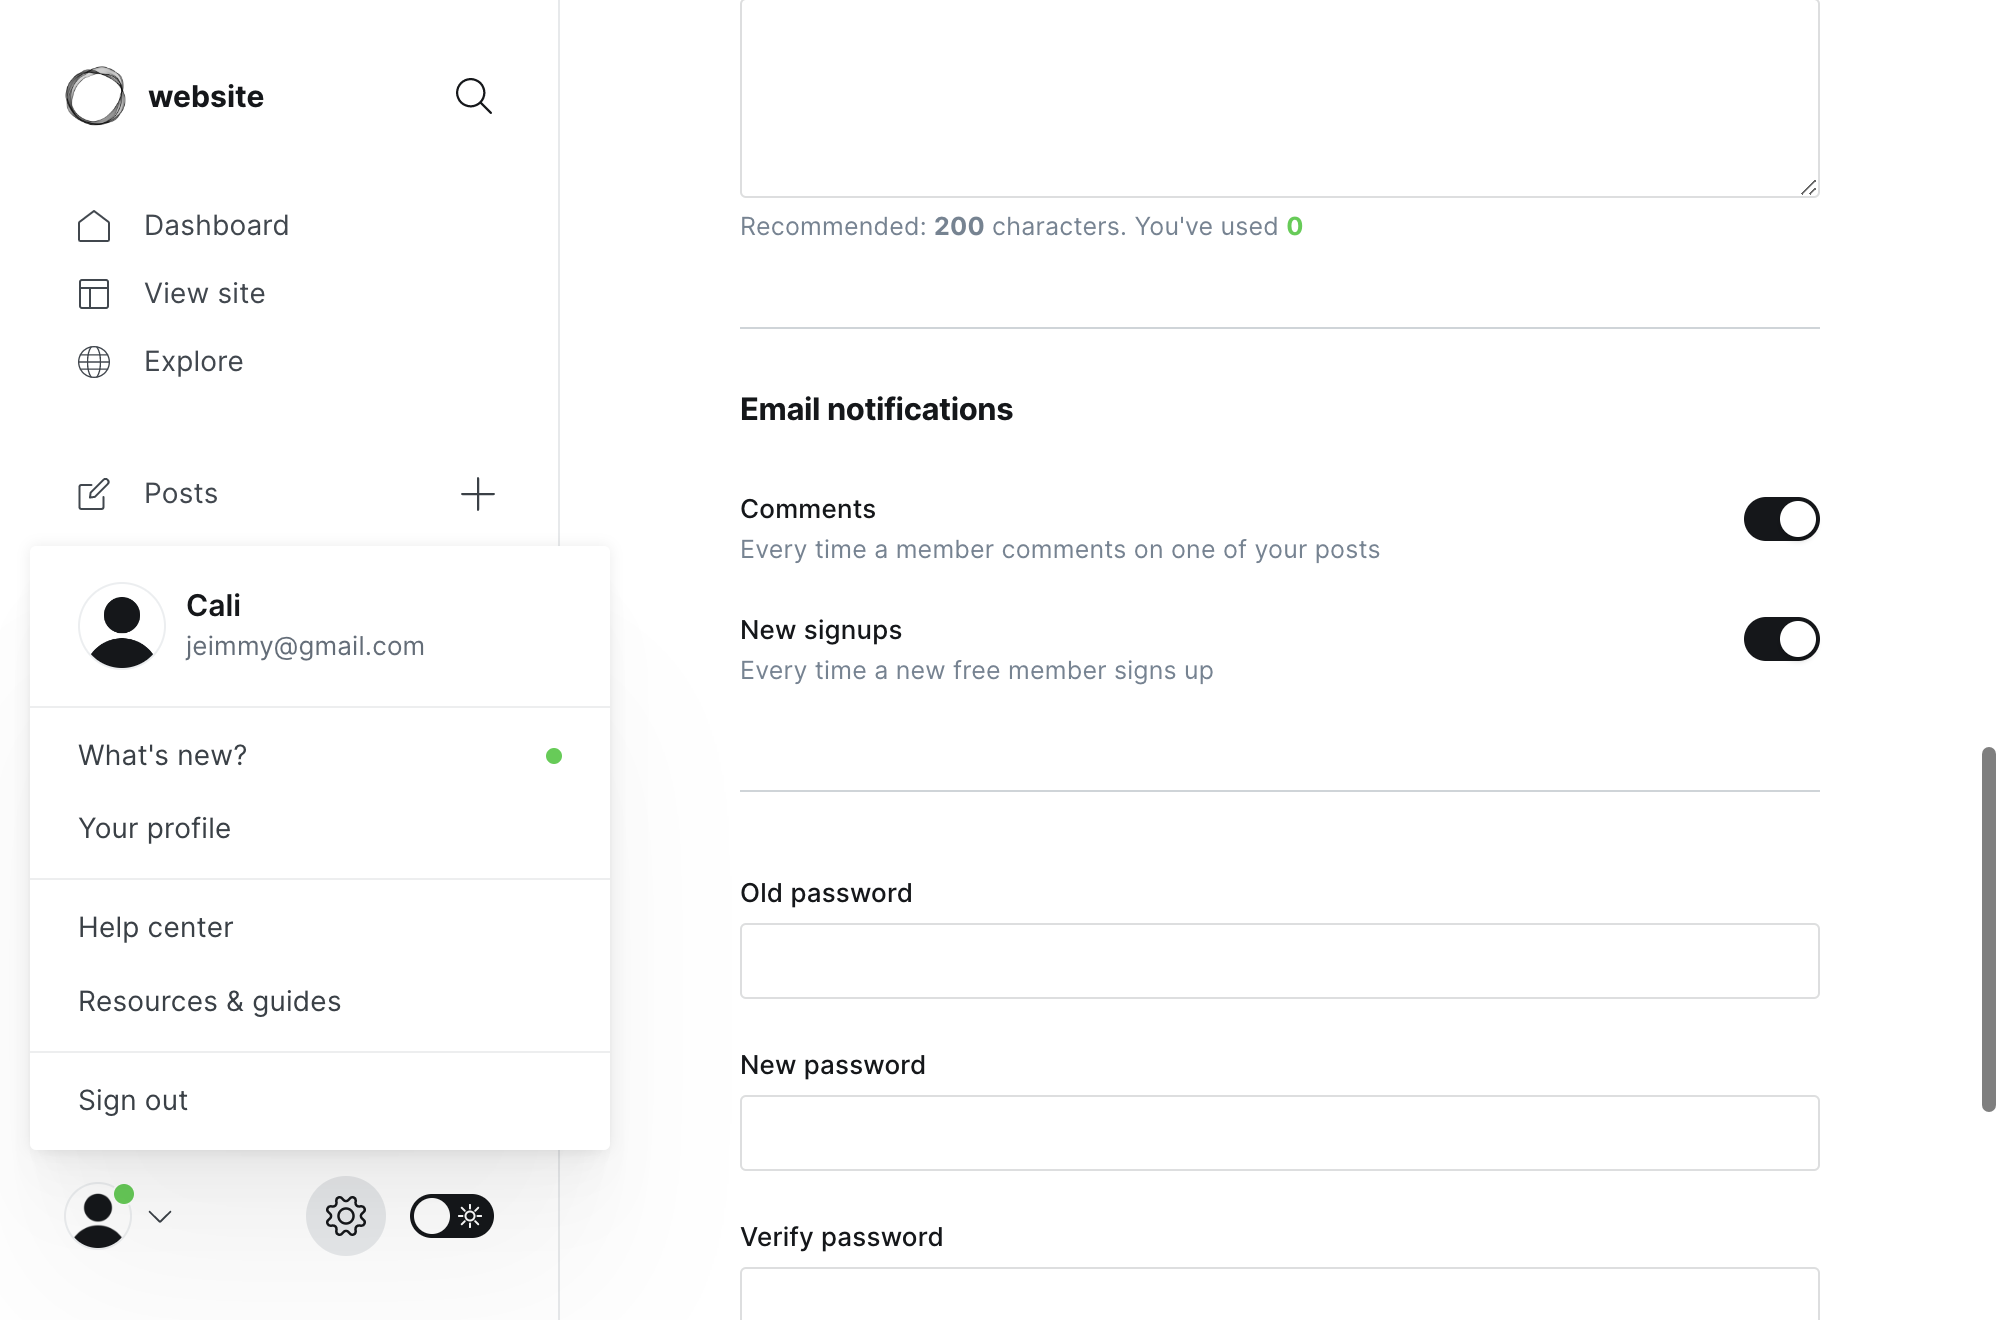 website
Dashboard
View site
Explore
Posts
Cali
jeimmy@gmail.com
What's new?
Your profile
Help center
Resources & guides
Sign out
Recommended: 200 characters. You've used 0
Email notifications
Comments
Every time a member comments on one of your posts
New signups
Every time a new free member signs up
Old password
New password
Verify password